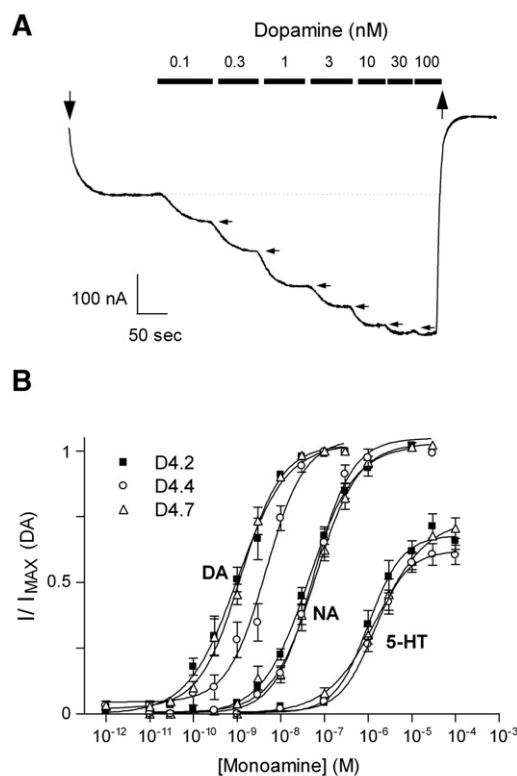 A
Dopamine (nM)
0.1 0.3 1 3 10 30 100
100 nA
50 sec
B
I/ I_MAX (DA)
1
0.5
0
D4.2
D4.4
D4.7
DA
NA
5-HT
10⁻¹² 10⁻¹¹ 10⁻¹⁰ 10⁻⁹ 10⁻⁸ 10⁻⁷ 10⁻⁶ 10⁻⁵ 10⁻⁴ 10⁻³
[Monoamine] (M)